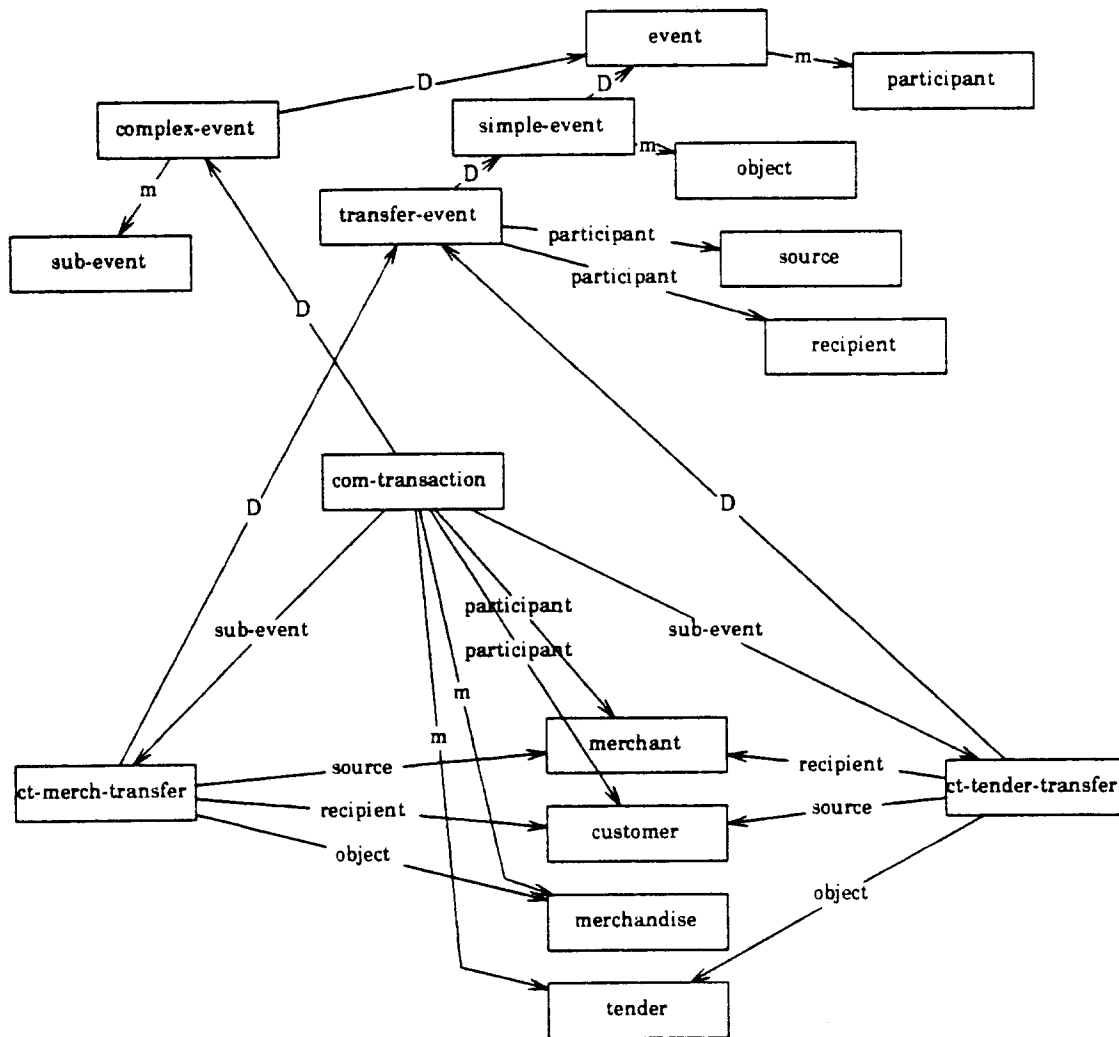 event
m
participant
D
D
complex-event
simple-event
m
object
m
D
transfer-event
participant
source
sub-event
participant
recipient
D
com-transaction
D
D
participant
sub-event
sub-event
participant
m
m
merchant
source
recipient
ct-merch-transfer
ct-tender-transfer
recipient
customer
source
object
object
merchandise
tender